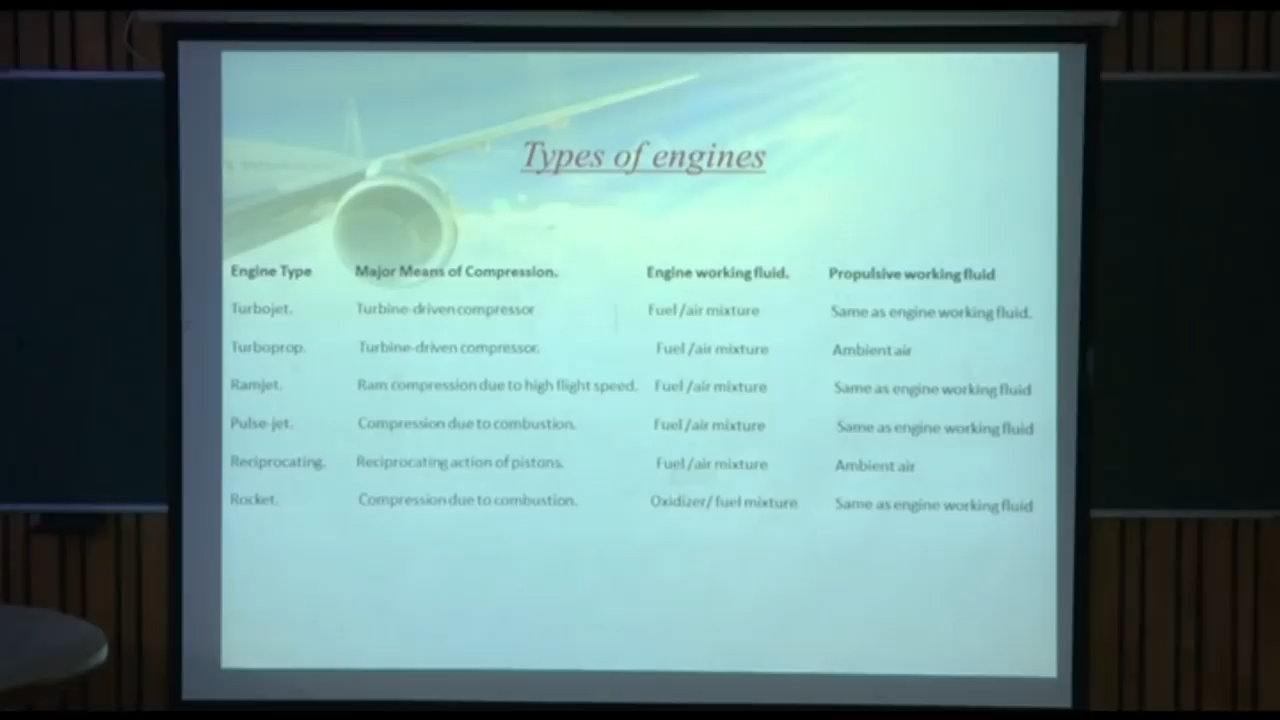 Types of engines
Engine Type Major Means of Compression. Engine working fluid. Propulsive working fluid
Turbojet. Turbine-driven compressor Fuel /air mixture Same as engine working fluid.
Turboprop. Turbine-driven compressor. Fuel /air mixture Ambient air
Ramjet. Ram compression due to high flight speed. Fuel /air mixture Same as engine working fluid
Pulse-jet. Compression due to combustion. Fuel /air mixture Same as engine working fluid
Reciprocating. Reciprocating action of pistons. Fuel /air mixture Ambient air
Rocket. Compression due to combustion. Oxidizer/ fuel mixture Same as engine working fluid